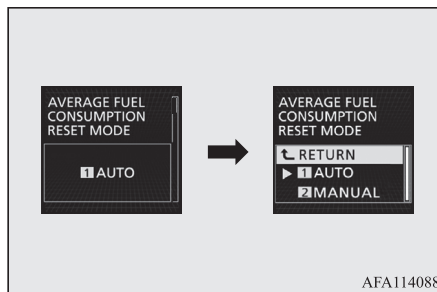 AVERAGE FUEL
CONSUMPTION
RESET MODE
1 AUTO
AVERAGE FUEL
CONSUMPTION
RESET MODE
RETURN
1 AUTO
2 MANUAL
AFA114088